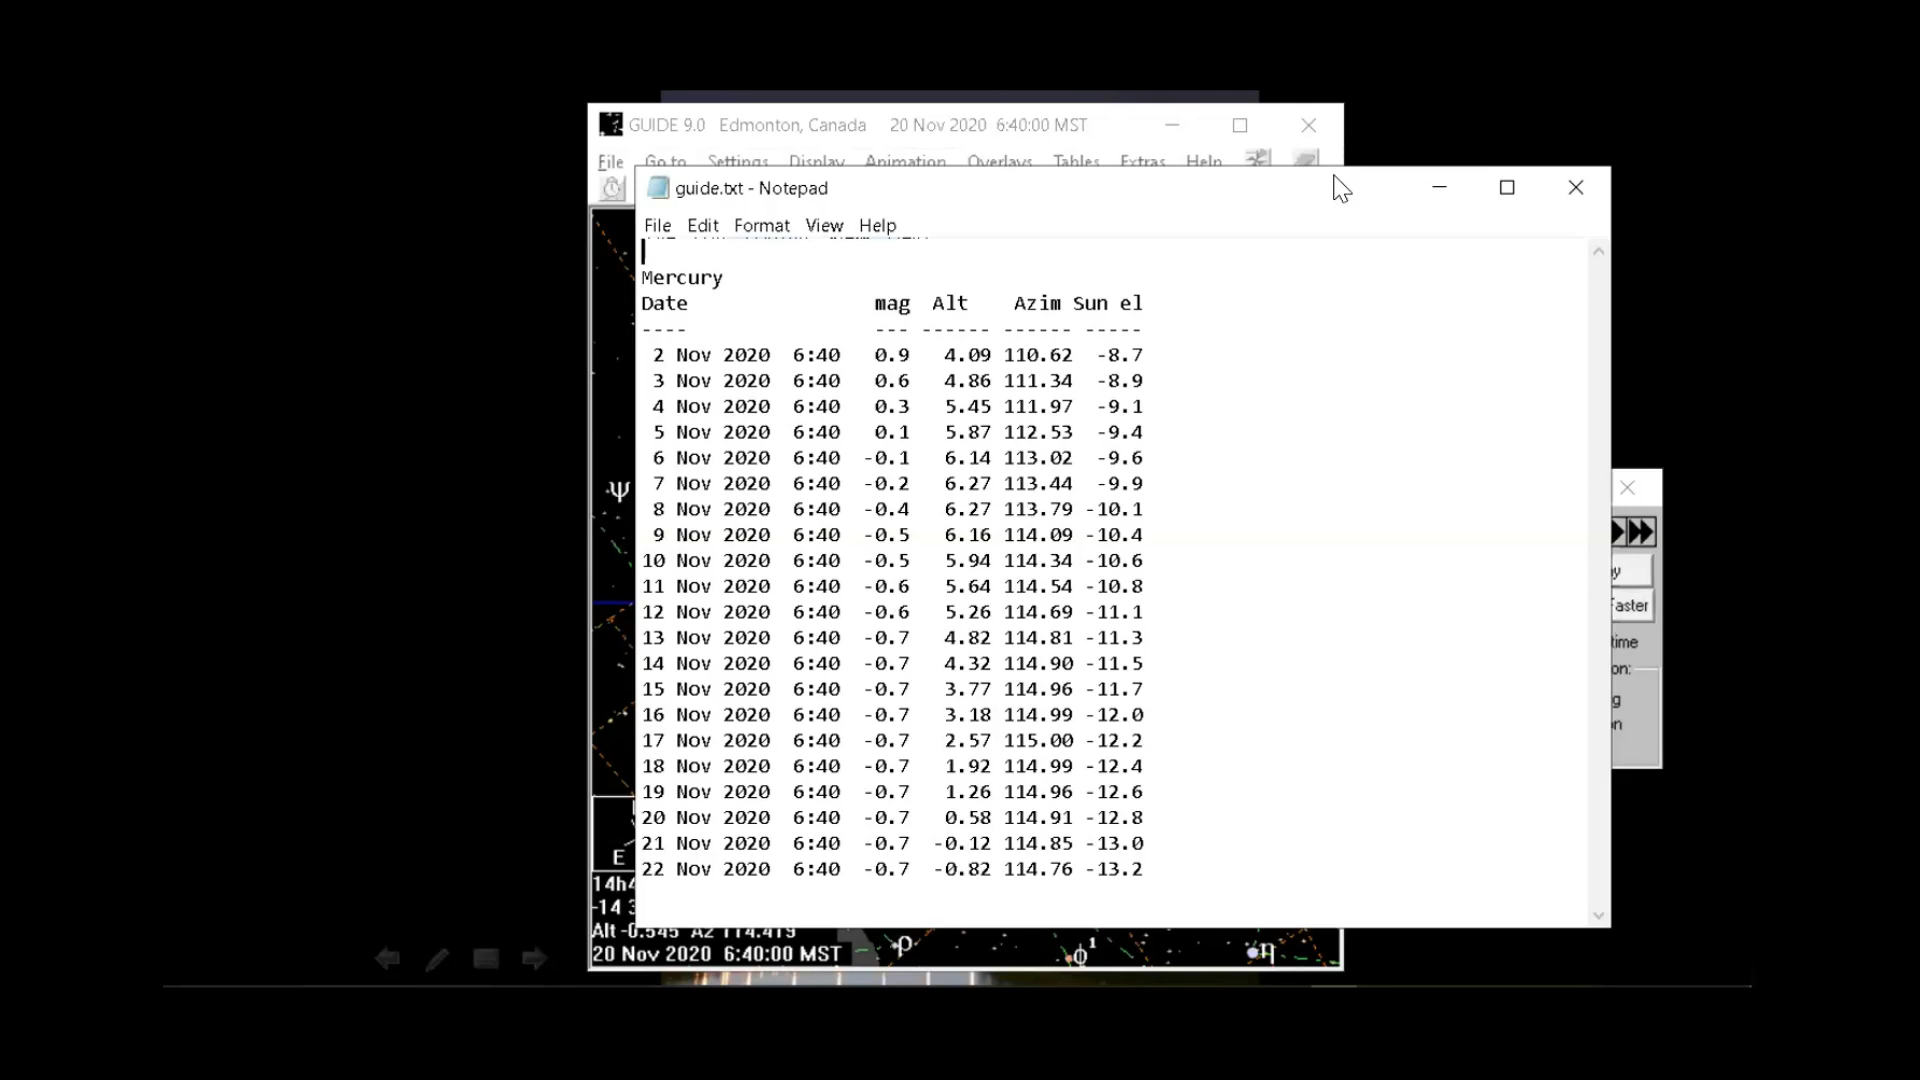 GUIDE 9.0 Edmonton, Canada 20 Nov 2020 6:40:00 MST
File Go to Settings Display Animation Overlays Tables Extras Help
guide.txt - Notepad
File Edit Format View Help
Mercury
Date mag Alt Azim Sun el
---- --- ------ ------ -----
2 Nov 2020 6:40 0.9 4.09 110.62 -8.7
3 Nov 2020 6:40 0.6 4.86 111.34 -8.9
4 Nov 2020 6:40 0.3 5.45 111.97 -9.1
5 Nov 2020 6:40 0.1 5.87 112.53 -9.4
6 Nov 2020 6:40 -0.1 6.14 113.02 -9.6
7 Nov 2020 6:40 -0.2 6.27 113.44 -9.9
8 Nov 2020 6:40 -0.4 6.27 113.79 -10.1
9 Nov 2020 6:40 -0.5 6.16 114.09 -10.4
10 Nov 2020 6:40 -0.5 5.94 114.34 -10.6
11 Nov 2020 6:40 -0.6 5.64 114.54 -10.8
12 Nov 2020 6:40 -0.6 5.26 114.69 -11.1
13 Nov 2020 6:40 -0.7 4.82 114.81 -11.3
14 Nov 2020 6:40 -0.7 4.32 114.90 -11.5
15 Nov 2020 6:40 -0.7 3.77 114.96 -11.7
16 Nov 2020 6:40 -0.7 3.18 114.99 -12.0
17 Nov 2020 6:40 -0.7 2.57 115.00 -12.2
18 Nov 2020 6:40 -0.7 1.92 114.99 -12.4
19 Nov 2020 6:40 -0.7 1.26 114.96 -12.6
20 Nov 2020 6:40 -0.7 0.58 114.91 -12.8
21 Nov 2020 6:40 -0.7 -0.12 114.85 -13.0
22 Nov 2020 6:40 -0.7 -0.82 114.76 -13.2
ψ
E
14h4
-14 3
Alt -0.545 Az 114.419
20 Nov 2020 6:40:00 MST
ρ
ϕ1
η
y
Faster
time
on:
g
on